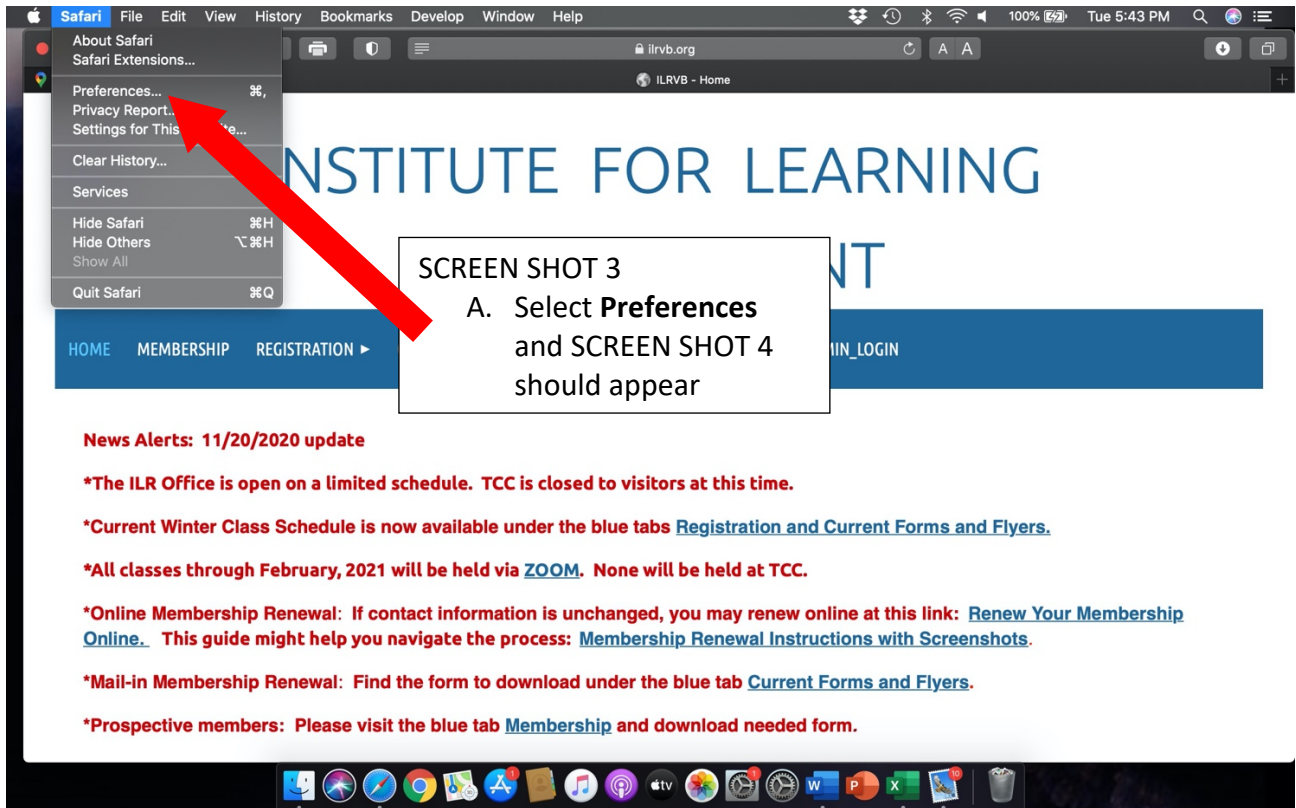 Safari File Edit View History Bookmarks Develop Window Help 100% Tue 5:43 PM
About Safari
Safari Extensions...
Preferences... ⌘,
Privacy Report...
Settings for This
Clear History...
Services
Hide Safari ⌘H
Hide Others ⌥⌘H
Show All
Quit Safari ⌘Q
ilrvb.org A A
ILRVB - Home
NSTITUTE FOR LEARNING
NT
SCREEN SHOT 3
A. Select Preferences
and SCREEN SHOT 4
should appear
HOME MEMBERSHIP REGISTRATION ► MIN_LOGIN
News Alerts: 11/20/2020 update
*The ILR Office is open on a limited schedule. TCC is closed to visitors at this time.
*Current Winter Class Schedule is now available under the blue tabs Registration and Current Forms and Flyers.
*All classes through February, 2021 will be held via ZOOM. None will be held at TCC.
*Online Membership Renewal: If contact information is unchanged, you may renew online at this link: Renew Your Membership
Online. This guide might help you navigate the process: Membership Renewal Instructions with Screenshots.
*Mail-in Membership Renewal: Find the form to download under the blue tab Current Forms and Flyers.
*Prospective members: Please visit the blue tab Membership and download needed form.
tv W P X